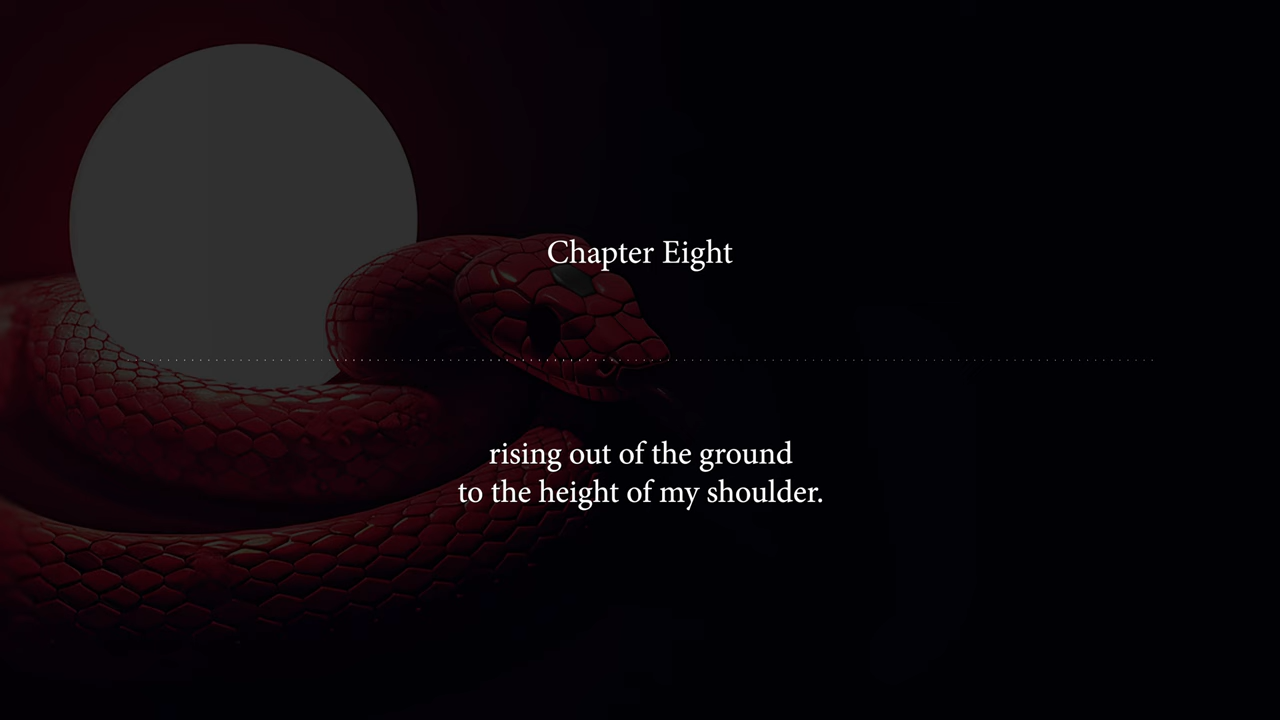 Chapter Eight
rising out of the ground
to the height of my shoulder.